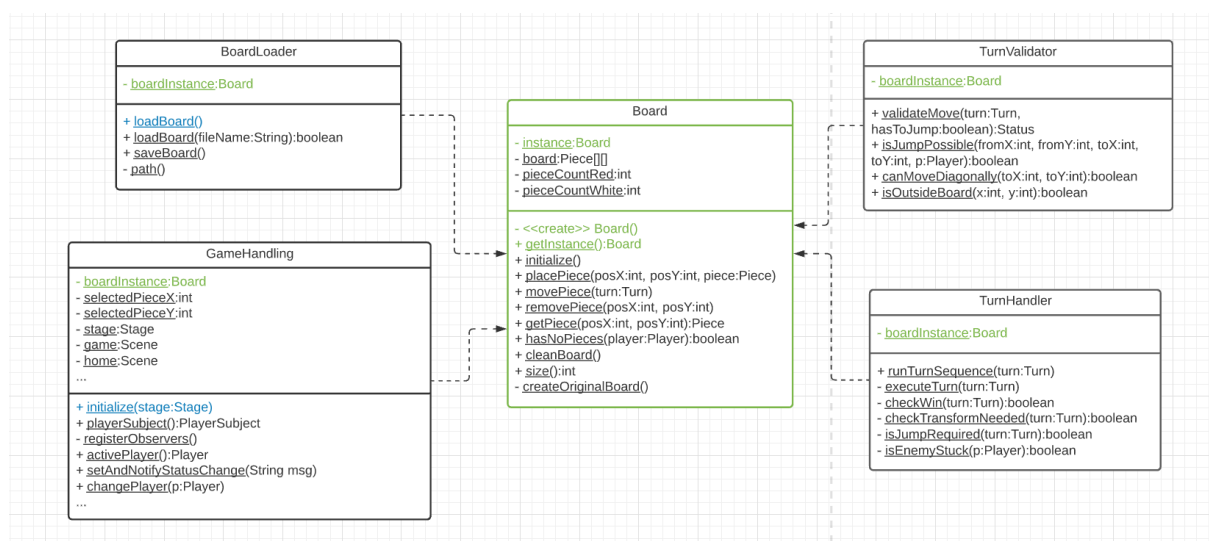 BoardLoader
- boardInstance:Board
+ loadBoard()
+ loadBoard(fileName:String):boolean
+ saveBoard()
- path()
GameHandling
- boardInstance:Board
- selectedPieceX:int
- selectedPieceY:int
- stage:Stage
- game:Scene
- home:Scene
...
+ initialize(stage:Stage)
+ playerSubject():PlayerSubject
- registerObservers()
+ activePlayer():Player
+ setAndNotifyStatusChange(String msg)
+ changePlayer(p:Player)
...
Board
- instance:Board
- board:Piece[][]
- pieceCountRed:int
- pieceCountWhite:int
- <<create>> Board()
+ getInstance():Board
+ initialize()
+ placePiece(posX:int, posY:int, piece:Piece)
+ movePiece(turn:Turn)
+ removePiece(posX:int, posY:int)
+ getPiece(posX:int, posY:int):Piece
+ hasNoPieces(player:Player):boolean
+ cleanBoard()
+ size():int
- createOriginalBoard()
TurnValidator
- boardInstance:Board
+ validateMove(turn:Turn,
hasToJump:boolean):Status
+ isJumpPossible(fromX:int, fromY:int, toX:int,
toY:int, p:Player):boolean
+ canMoveDiagonally(toX:int, toY:int):boolean
+ isOutsideBoard(x:int, y:int):boolean
TurnHandler
- boardInstance:Board
+ runTurnSequence(turn:Turn)
- executeTurn(turn:Turn)
- checkWin(turn:Turn):boolean
- checkTransformNeeded(turn:Turn):boolean
- isJumpRequired(turn:Turn):boolean
- isEnemyStuck(p:Player):boolean